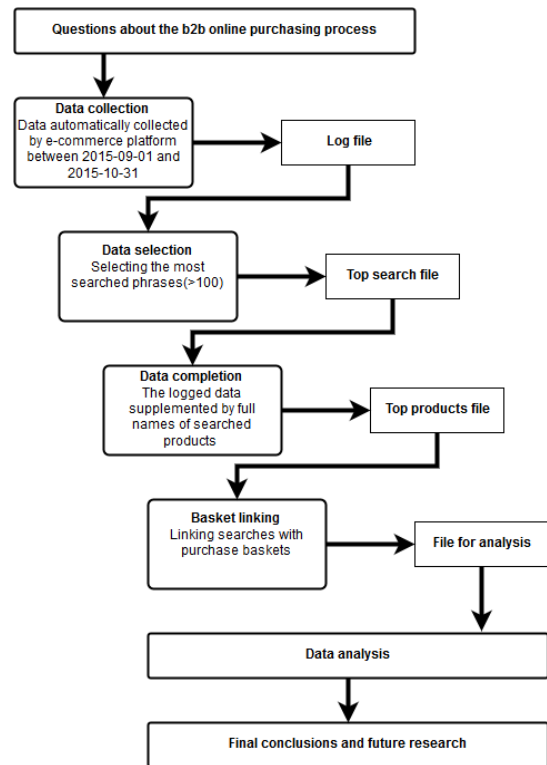 Questions about the b2b online purchasing process
Data collection
Data automatically collected
by e-commerce platform
between 2015-09-01 and
2015-10-31
Log file
Data selection
Selecting the most
searched phrases(>100)
Top search file
Data completion
The logged data
supplemented by full
names of searched
products
Top products file
Basket linking
Linking searches with
purchase baskets
File for analysis
Data analysis
Final conclusions and future research